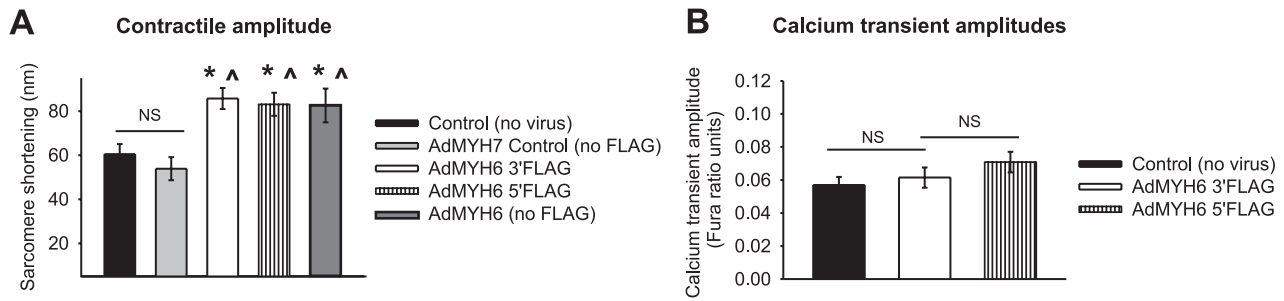 A
Contractile amplitude
Sarcomere shortening (nm)
80
60
40
20
NS
* ^
* ^
* ^
Control (no virus)
AdMYH7 Control (no FLAG)
AdMYH6 3'FLAG
AdMYH6 5'FLAG
AdMYH6 (no FLAG)
B
Calcium transient amplitudes
Calcium transient amplitude
(Fura ratio units)
0.12
0.10
0.08
0.06
0.04
0.02
0.00
NS
NS
Control (no virus)
AdMYH6 3'FLAG
AdMYH6 5'FLAG